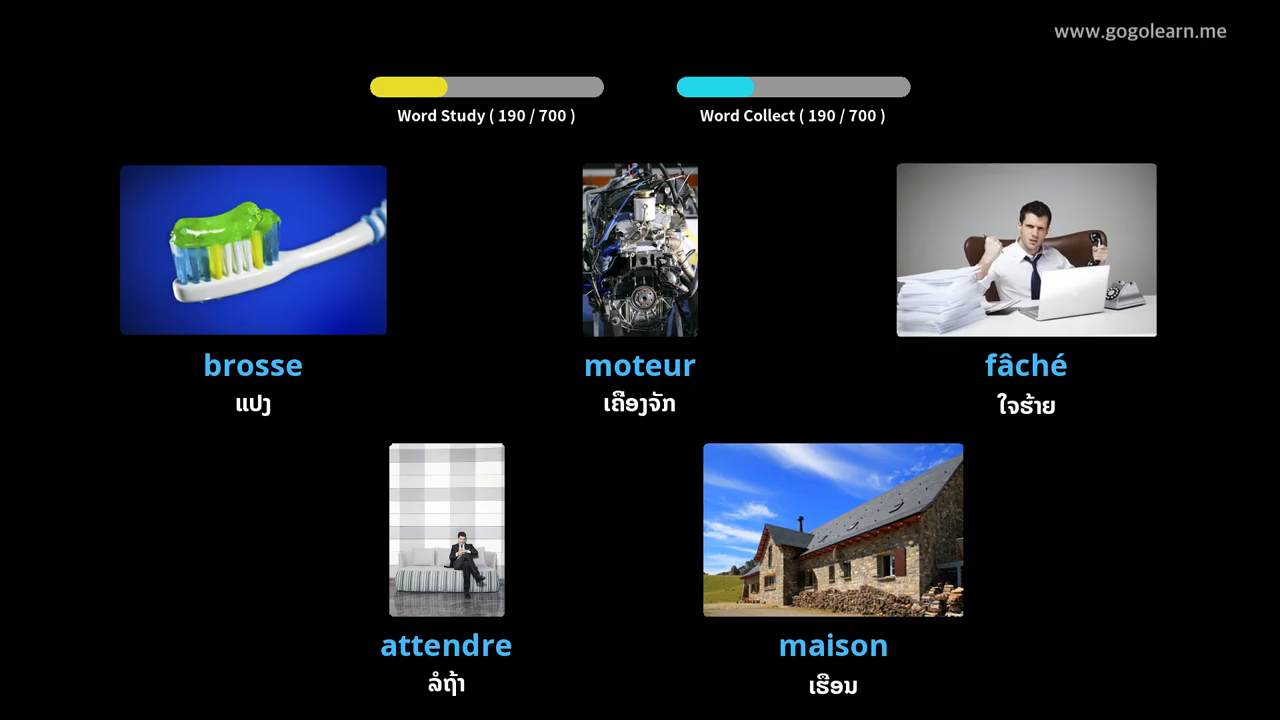 www.gogolearn.me
Word Study ( 190 / 700 )
Word Collect ( 190 / 700 )
brosse
ແປງ
moteur
ເຄືອງຈັກ
fâché
ໃຈຮ້າຍ
attendre
ລໍຖ້າ
maison
ເຮືອນ